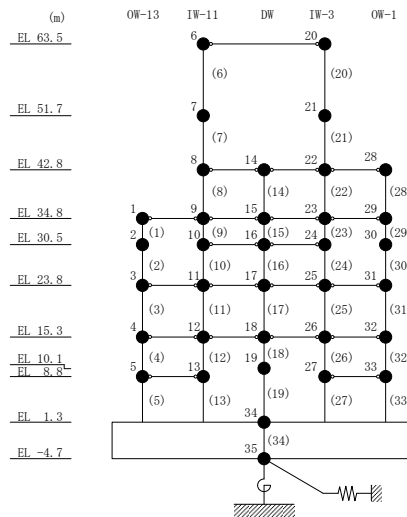 (m) OW-13 IW-11 DW IW-3 OW-1
EL 63.5 6 20
(6) (20)
EL 51.7 7 21
(7) (21)
EL 42.8 8 14 22 28
(8) (14) (22) (28)
EL 34.8 1 9 15 23 29
(1) (9) (15) (23) (29)
EL 30.5 2 10 16 24 30
(2) (10) (16) (24) (30)
EL 23.8 3 11 17 25 31
(3) (11) (17) (25) (31)
EL 15.3 4 12 18 26 32
(4) (12) (18) (26) (32)
EL 10.1 19
EL 8.8 5 13 27 33
(5) (13) (19) (27) (33)
EL 1.3 34
(34)
EL -4.7 35